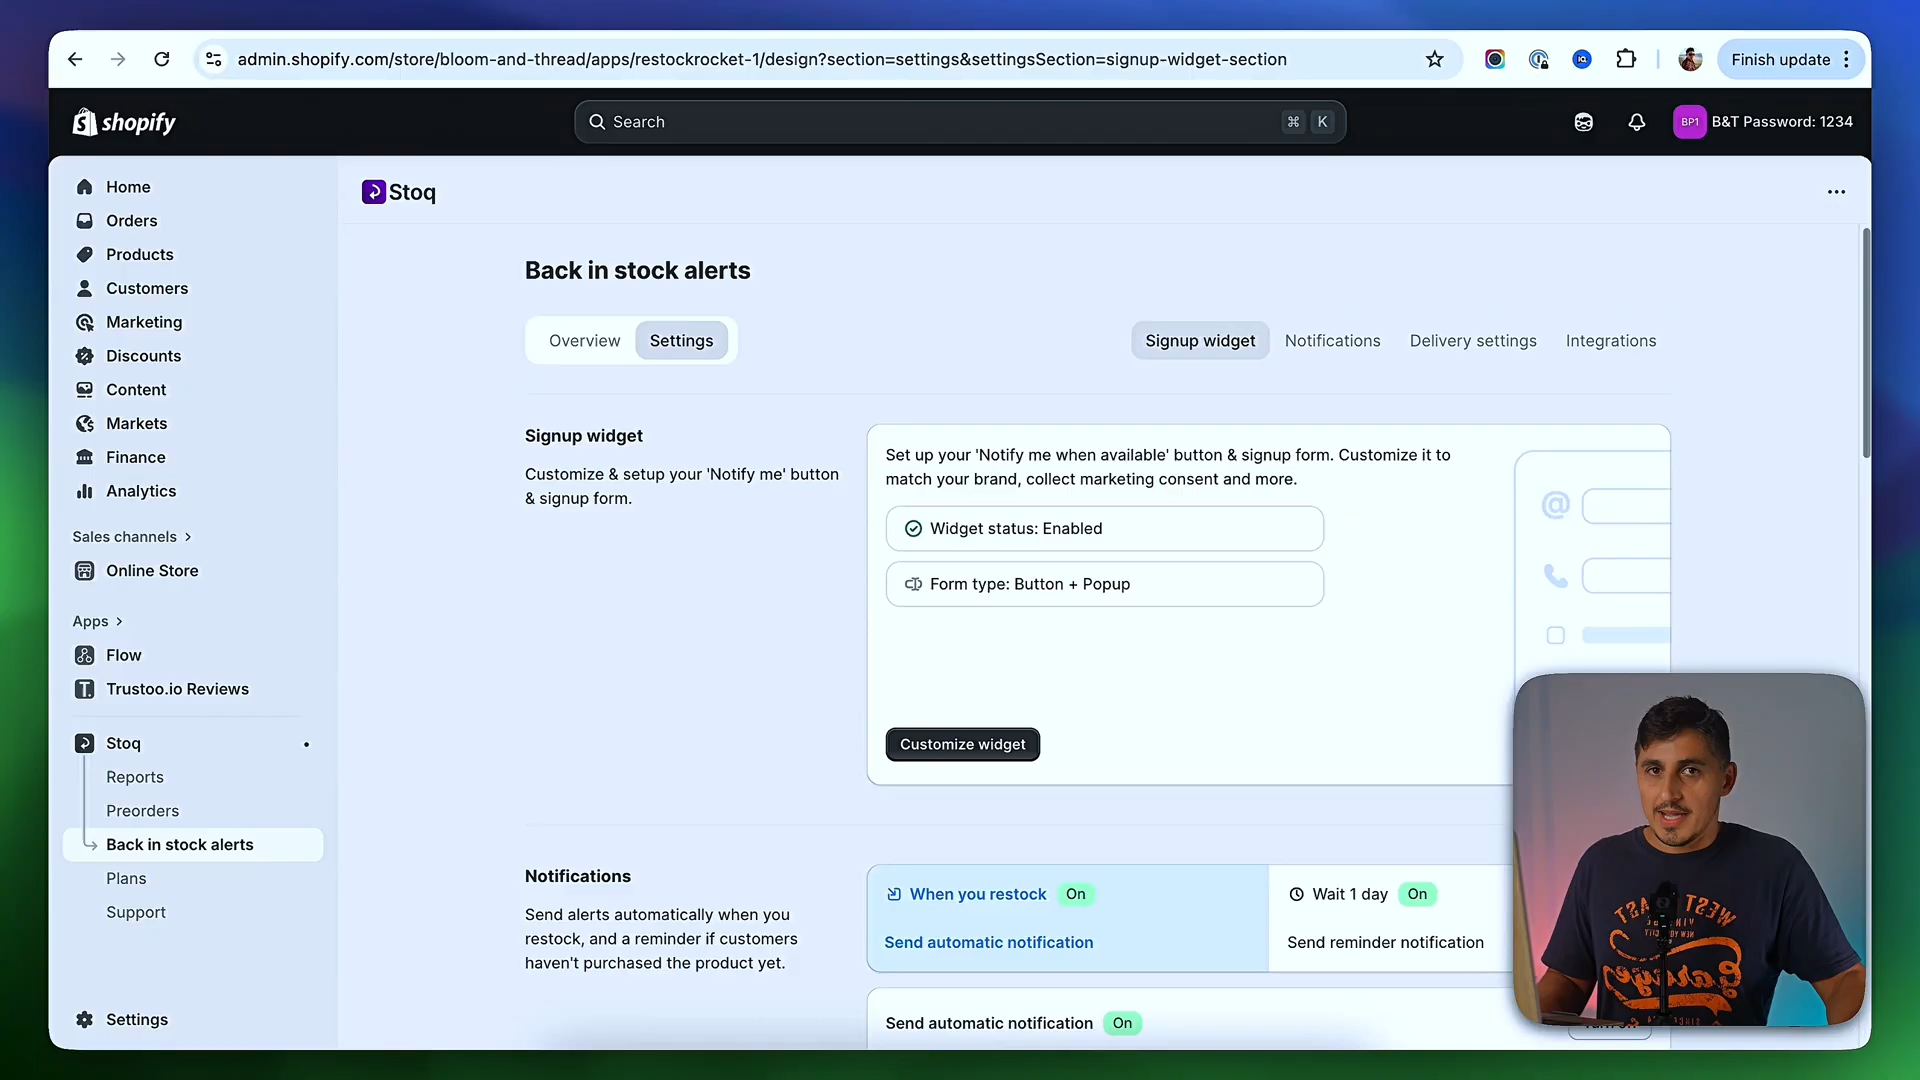 admin.shopify.com/store/bloom-and-thread/apps/restockrocket-1/design?section=settings&settingsSection=signup-widget-section
Finish update
shopify
Search
⌘ K
BP1
B&T Password: 1234
Home
Orders
Products
Customers
Marketing
Discounts
Content
Markets
Finance
Analytics
Sales channels
Online Store
Apps
Flow
Trustoo.io Reviews
Stoq
Reports
Preorders
Back in stock alerts
Plans
Support
Settings
Stoq
Back in stock alerts
Overview
Settings
Signup widget
Notifications
Delivery settings
Integrations
Signup widget
Customize & setup your 'Notify me' button
& signup form.
Set up your 'Notify me when available' button & signup form. Customize it to
match your brand, collect marketing consent and more.
Widget status: Enabled
Form type: Button + Popup
@
Customize widget
Notifications
Send alerts automatically when you
restock, and a reminder if customers
haven't purchased the product yet.
When you restock On
Send automatic notification
Wait 1 day On
Send reminder notification
Send automatic notification On
WEST EAST